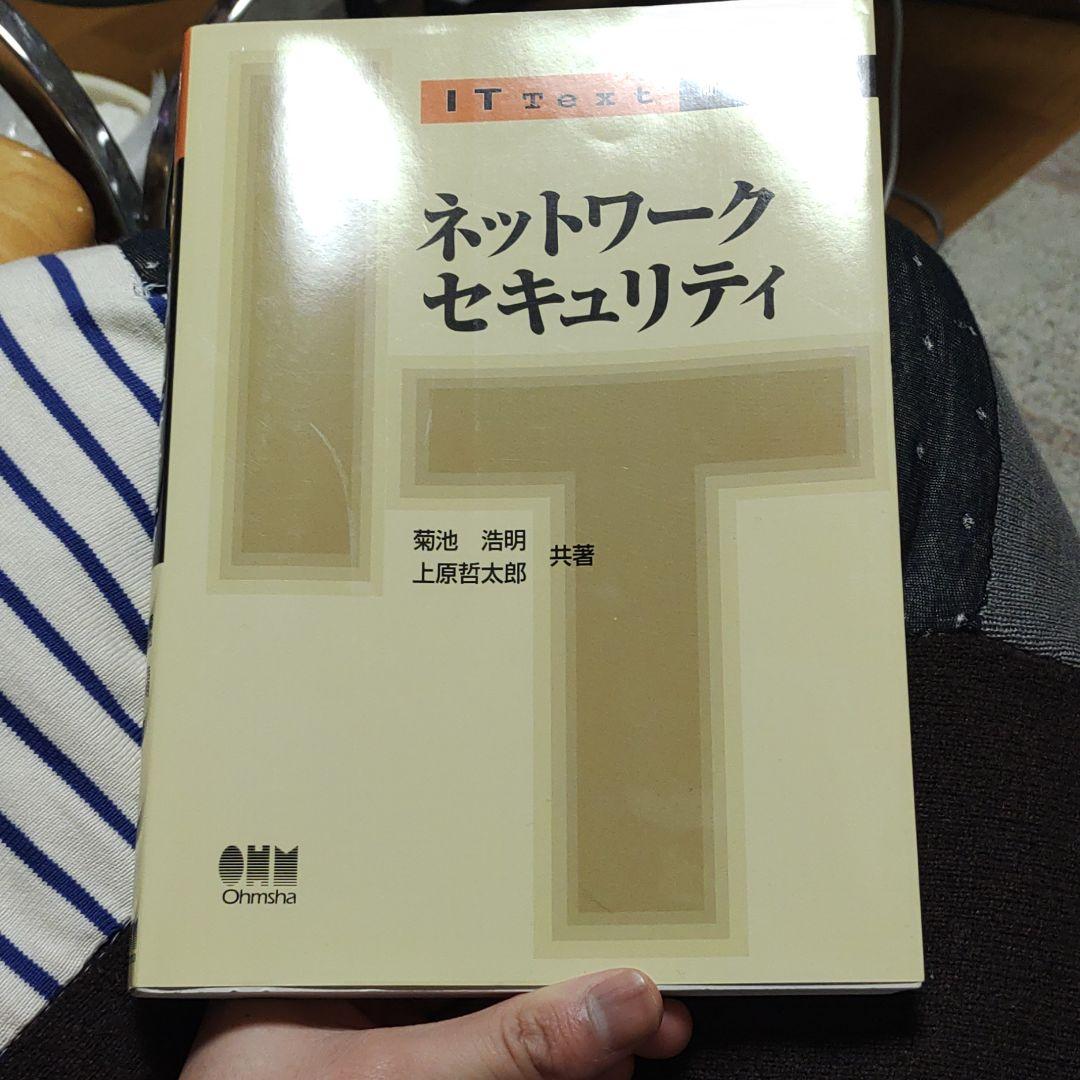 IT Text
ネットワーク
セキュリティ
菊池 浩明
上原哲太郎
共著
OHM
Ohmsha